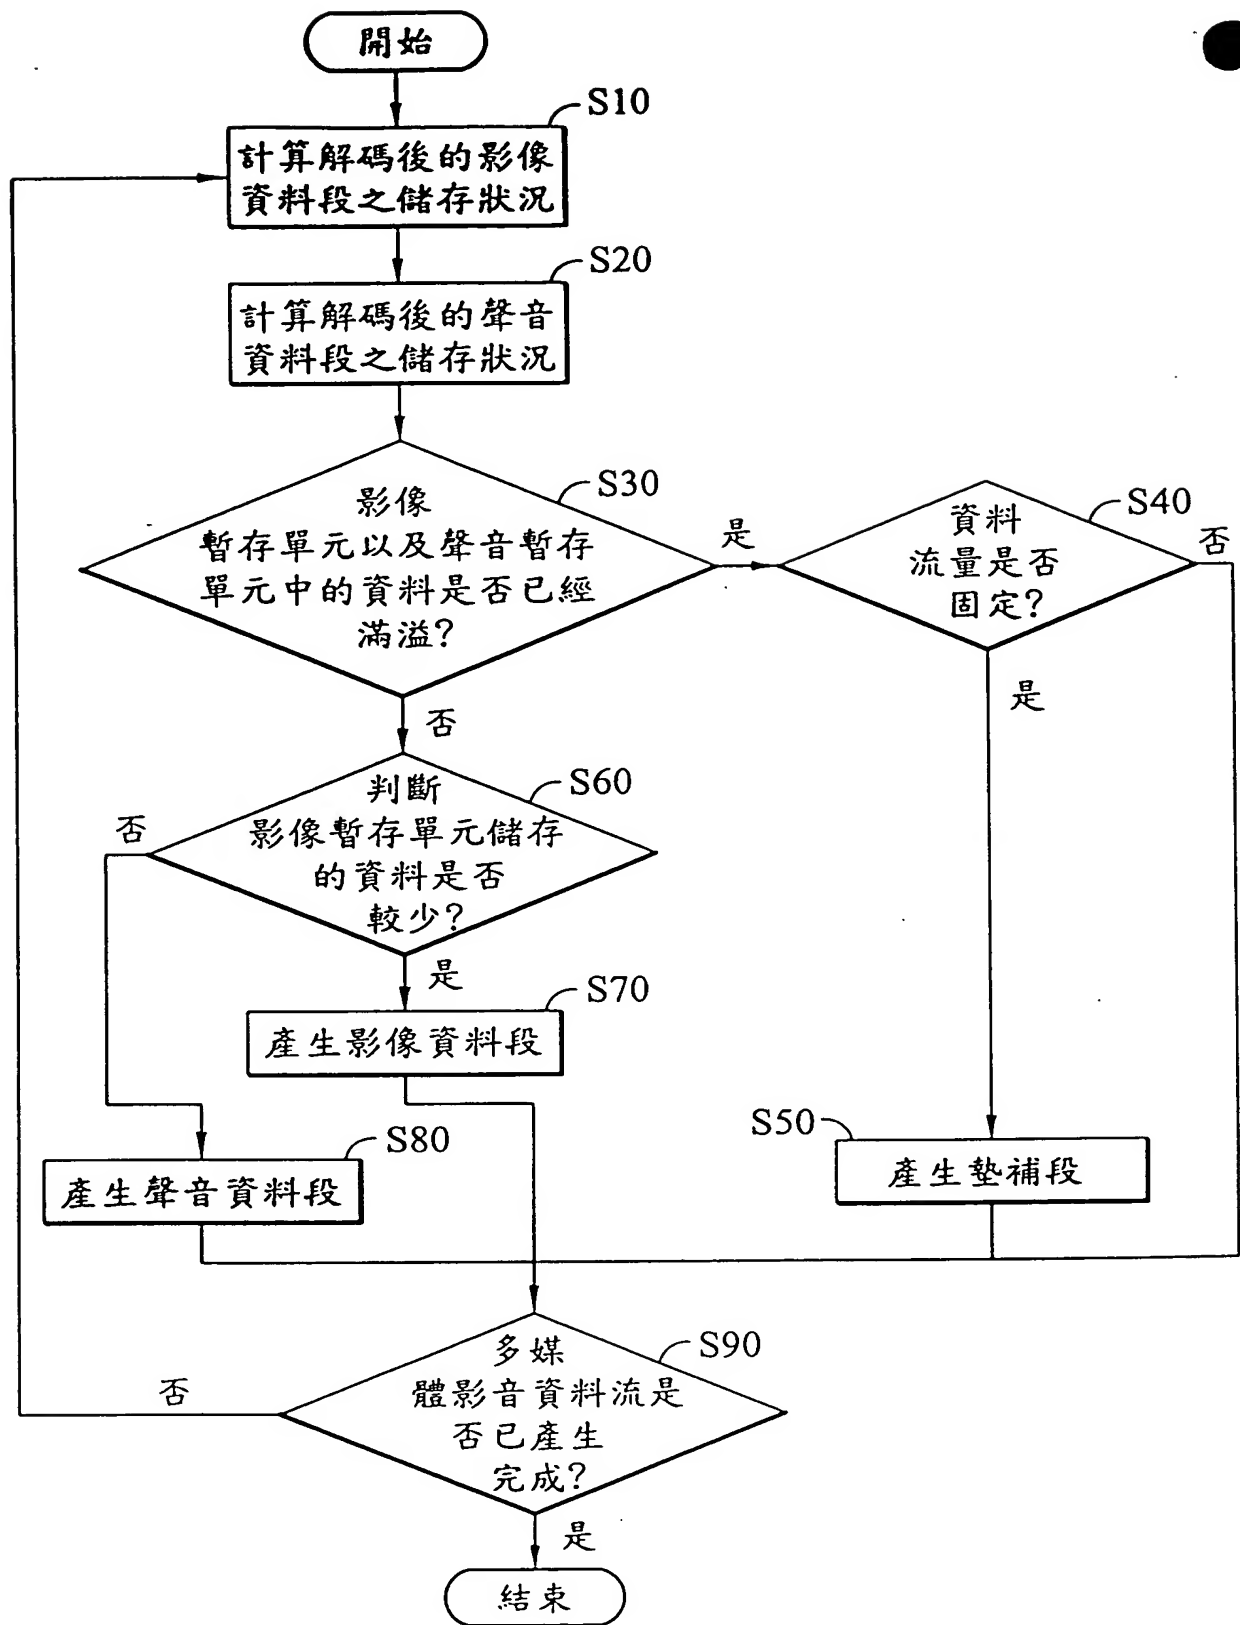 開始
S10
計算解碼後的影像
資料段之儲存狀況
S20
計算解碼後的聲音
資料段之儲存狀況
S30
影像
暫存單元以及聲音暫存
單元中的資料是否已經
滿溢?
是
S40
資料
流量是否
固定?
否
是
否
S60
判斷
影像暫存單元儲存
的資料是否
較少?
否
是
S70
產生影像資料段
S80
產生聲音資料段
S50
產生墊補段
S90
多媒
體影音資料流是
否已產生
完成?
否
是
結束